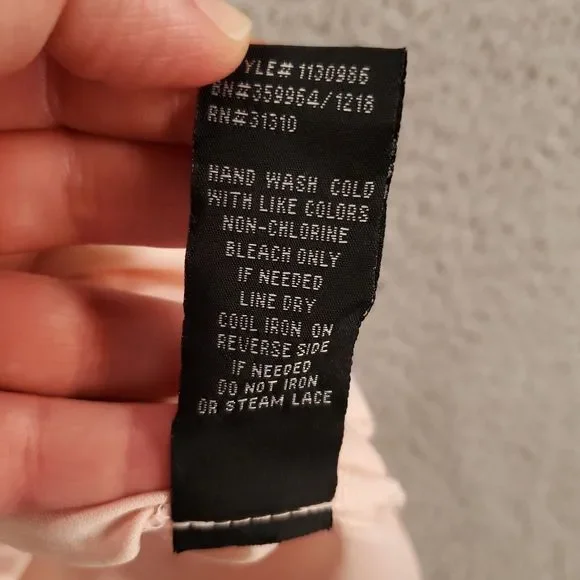 YLE# 1130986
BN#359964/1218
RN#31310
HAND WASH COLD
WITH LIKE COLORS
NON-CHLORINE
BLEACH ONLY
IF NEEDED
LINE DRY
COOL IRON ON
REVERSE SIDE
IF NEEDED
DO NOT IRON
OR STEAM LACE